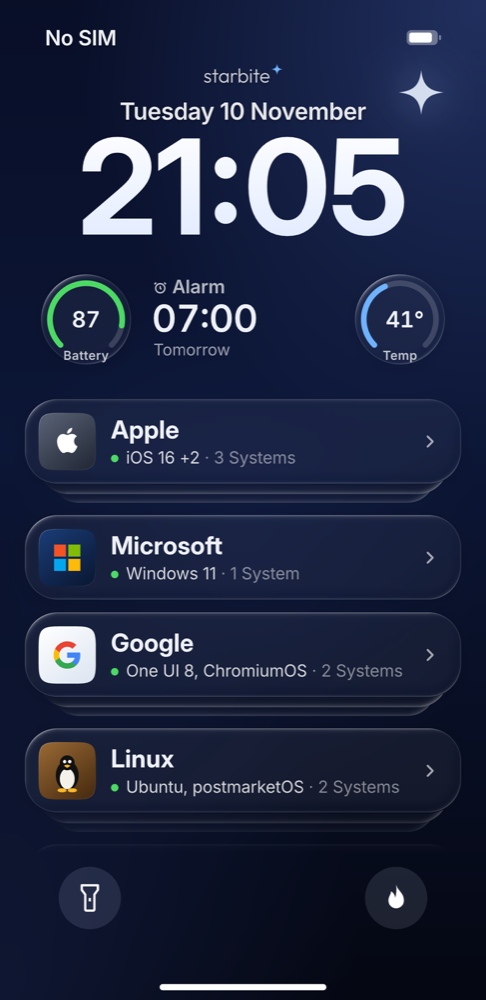 No SIM
starbite
Tuesday 10 November
21:05
87
Battery
Alarm
07:00
Tomorrow
41°
Temp
Apple
iOS 16 +2 · 3 Systems
Microsoft
Windows 11 · 1 System
Google
One UI 8, ChromiumOS · 2 Systems
Linux
Ubuntu, postmarketOS · 2 Systems